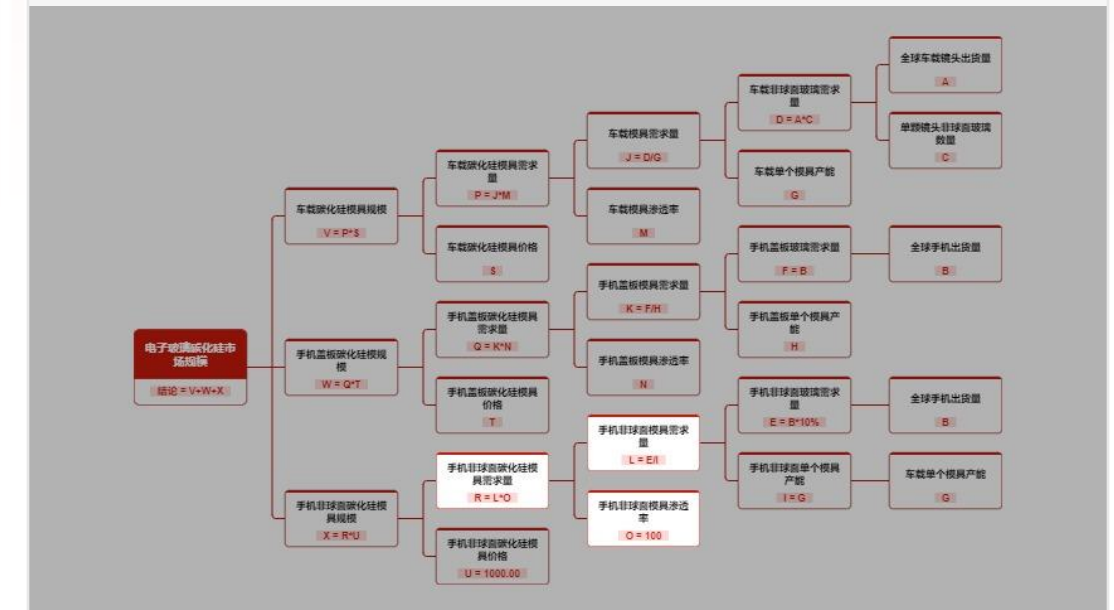 电子玻璃碳化硅市
场规模
结论 = V+W+X
车载碳化硅模具规模
V = P*S
车载碳化硅模具需求
量
P = J*M
车载模具需求量
J = D/G
车载非球面玻璃需求
量
D = A*C
全球车载镜头出货量
A
单颗镜头非球面玻璃
数量
C
车载单个模具产能
G
车载模具渗透率
M
车载碳化硅模具价格
S
手机盖板碳化硅模规
模
W = Q*T
手机盖板碳化硅模具
需求量
Q = K*N
手机盖板模具需求量
K = F/H
手机盖板玻璃需求量
F = B
全球手机出货量
B
手机盖板单个模具产
能
H
手机盖板模具渗透率
N
手机盖板碳化硅模具
价格
T
手机非球面碳化硅模
具规模
X = R*U
手机非球面碳化硅模
具需求量
R = L*O
手机非球面模具需求
量
L = E/I
手机非球面玻璃需求
量
E = B*10%
全球手机出货量
B
手机非球面单个模具
产能
I = G
车载单个模具产能
G
手机非球面模具渗透
率
O = 100
手机非球面碳化硅模
具价格
U = 1000.00